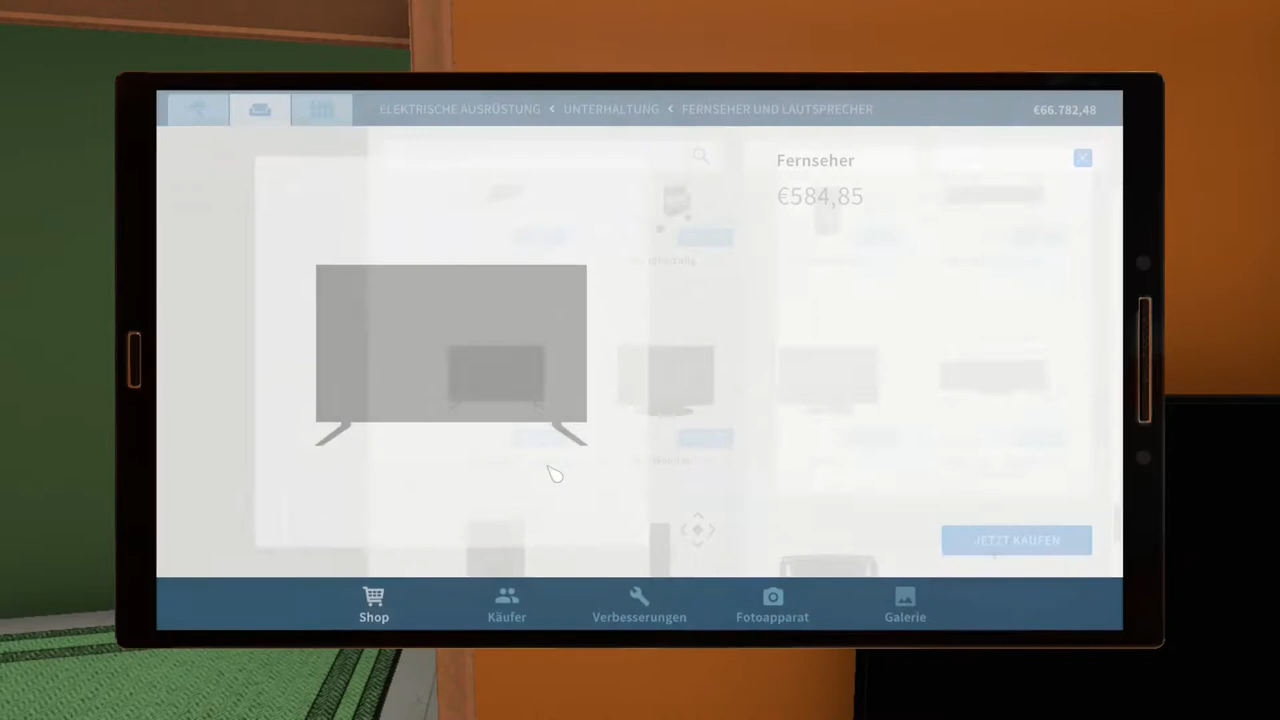 ELEKTRISCHE AUSRÜSTUNG < UNTERHALTUNG < FERNSEHER UND LAUTSPRECHER
€66.782,48
Fernseher
€584,85
JETZT KAUFEN
Shop
Käufer
Verbesserungen
Fotoapparat
Galerie